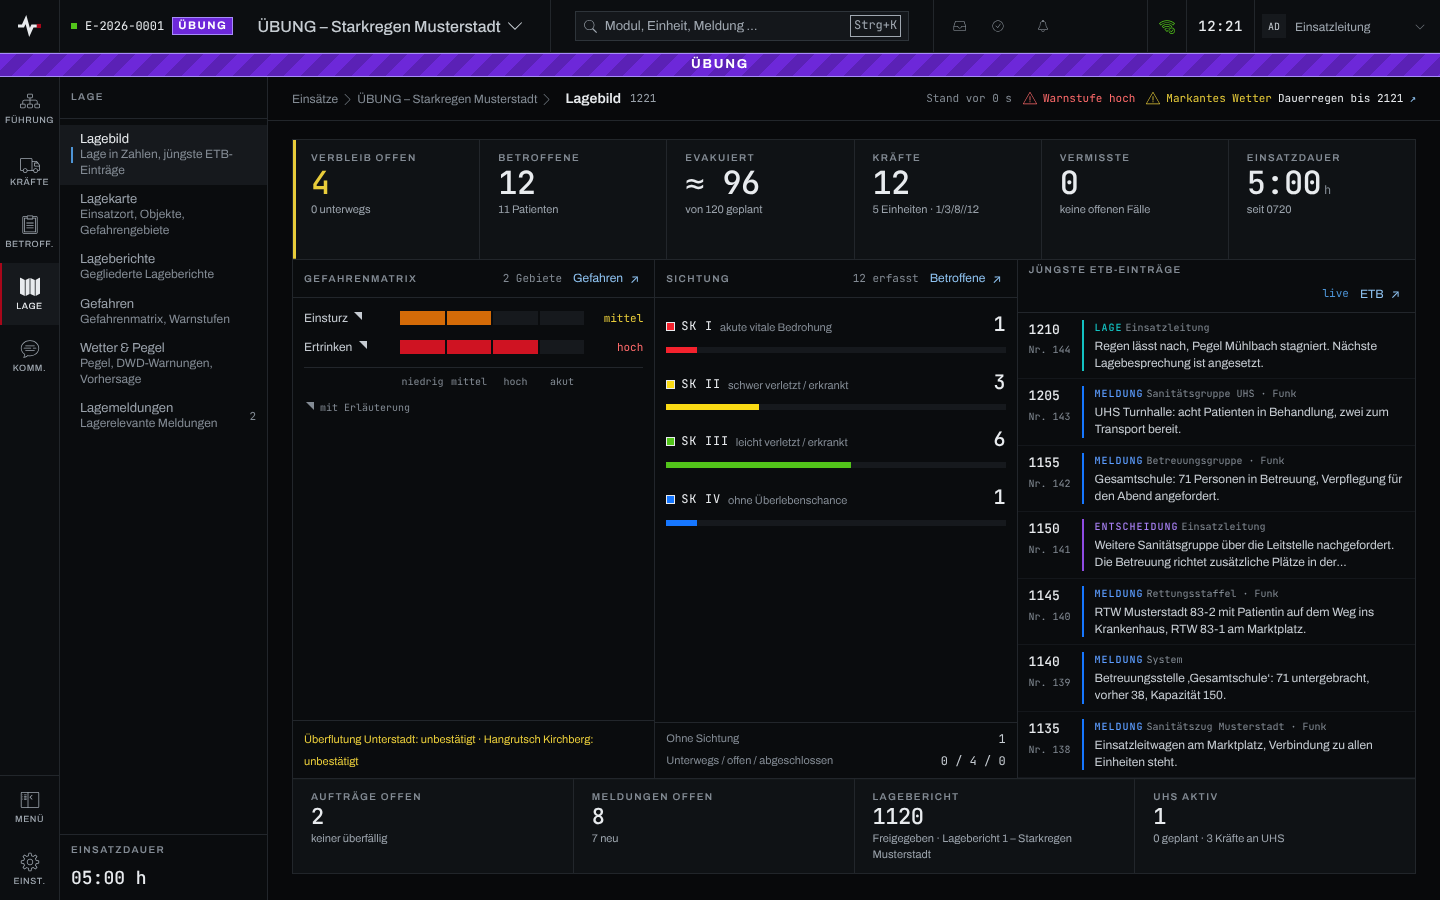 E-2026-0001 ÜBUNG ÜBUNG – Starkregen Musterstadt
Modul, Einheit, Meldung ... Strg+K
12:21 AD Einsatzleitung
ÜBUNG
FÜHRUNG
KRÄFTE
BETROFF.
LAGE
KOMM.
MENÜ
EINST.
LAGE
Lagebild
Lage in Zahlen, jüngste ETB-
Einträge
Lagekarte
Einsatzort, Objekte,
Gefahrengebiete
Lageberichte
Gegliederte Lageberichte
Gefahren
Gefahrenmatrix, Warnstufen
Wetter & Pegel
Pegel, DWD-Warnungen,
Vorhersage
Lagemeldungen
Lagerelevante Meldungen 2
EINSATZDAUER
05:00 h
Einsätze ÜBUNG – Starkregen Musterstadt Lagebild 1221
Stand vor 0 s Warnstufe hoch Markantes Wetter Dauerregen bis 2121 ↗
VERBLEIB OFFEN
4
0 unterwegs
BETROFFENE
12
11 Patienten
EVAKUIERT
≈ 96
von 120 geplant
KRÄFTE
12
5 Einheiten · 1/3/8//12
VERMISSTE
0
keine offenen Fälle
EINSATZDAUER
5:00 h
seit 0720
GEFAHRENMATRIX 2 Gebiete Gefahren ↗
Einsturz mittel
Ertrinken hoch
niedrig mittel hoch akut
mit Erläuterung
Überflutung Unterstadt: unbestätigt · Hangrutsch Kirchberg:
unbestätigt
SICHTUNG 12 erfasst Betroffene ↗
SK I akute vitale Bedrohung 1
SK II schwer verletzt / erkrankt 3
SK III leicht verletzt / erkrankt 6
SK IV ohne Überlebenschance 1
Ohne Sichtung 1
Unterwegs / offen / abgeschlossen 0 / 4 / 0
JÜNGSTE ETB-EINTRÄGE
live ETB ↗
1210 LAGE Einsatzleitung
Nr. 144 Regen lässt nach, Pegel Mühlbach stagniert. Nächste
Lagebesprechung ist angesetzt.
1205 MELDUNG Sanitätsgruppe UHS · Funk
Nr. 143 UHS Turnhalle: acht Patienten in Behandlung, zwei zum
Transport bereit.
1155 MELDUNG Betreuungsgruppe · Funk
Nr. 142 Gesamtschule: 71 Personen in Betreuung, Verpflegung für
den Abend angefordert.
1150 ENTSCHEIDUNG Einsatzleitung
Nr. 141 Weitere Sanitätsgruppe über die Leitstelle nachgefordert.
Die Betreuung richtet zusätzliche Plätze in der...
1145 MELDUNG Rettungsstaffel · Funk
Nr. 140 RTW Musterstadt 83-2 mit Patientin auf dem Weg ins
Krankenhaus, RTW 83-1 am Marktplatz.
1140 MELDUNG System
Nr. 139 Betreuungsstelle ‚Gesamtschule‘: 71 untergebracht,
vorher 38, Kapazität 150.
1135 MELDUNG Sanitätszug Musterstadt · Funk
Nr. 138 Einsatzleitwagen am Marktplatz, Verbindung zu allen
Einheiten steht.
AUFTRÄGE OFFEN
2
keiner überfällig
MELDUNGEN OFFEN
8
7 neu
LAGEBERICHT
1120
Freigegeben · Lagebericht 1 – Starkregen
Musterstadt
UHS AKTIV
1
0 geplant · 3 Kräfte an UHS